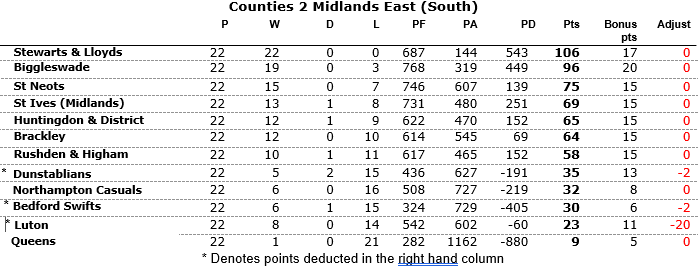 Counties 2 Midlands East (South)
P W D L PF PA PD Pts Bonus pts Adjust
Stewarts & Lloyds 22 22 0 0 687 144 543 106 17 0
Biggleswade 22 19 0 3 768 319 449 96 20 0
St Neots 22 15 0 7 746 607 139 75 15 0
St Ives (Midlands) 22 13 1 8 731 480 251 69 15 0
Huntingdon & District 22 12 1 9 622 470 152 65 15 0
Brackley 22 12 0 10 614 545 69 64 15 0
Rushden & Higham 22 10 1 11 617 465 152 58 15 0
* Dunstablians 22 5 2 15 436 627 -191 35 13 -2
Northampton Casuals 22 6 0 16 508 727 -219 32 8 0
* Bedford Swifts 22 6 1 15 324 729 -405 30 6 -2
* Luton 22 8 0 14 542 602 -60 23 11 -20
Queens 22 1 0 21 282 1162 -880 9 5 0
* Denotes points deducted in the right hand column